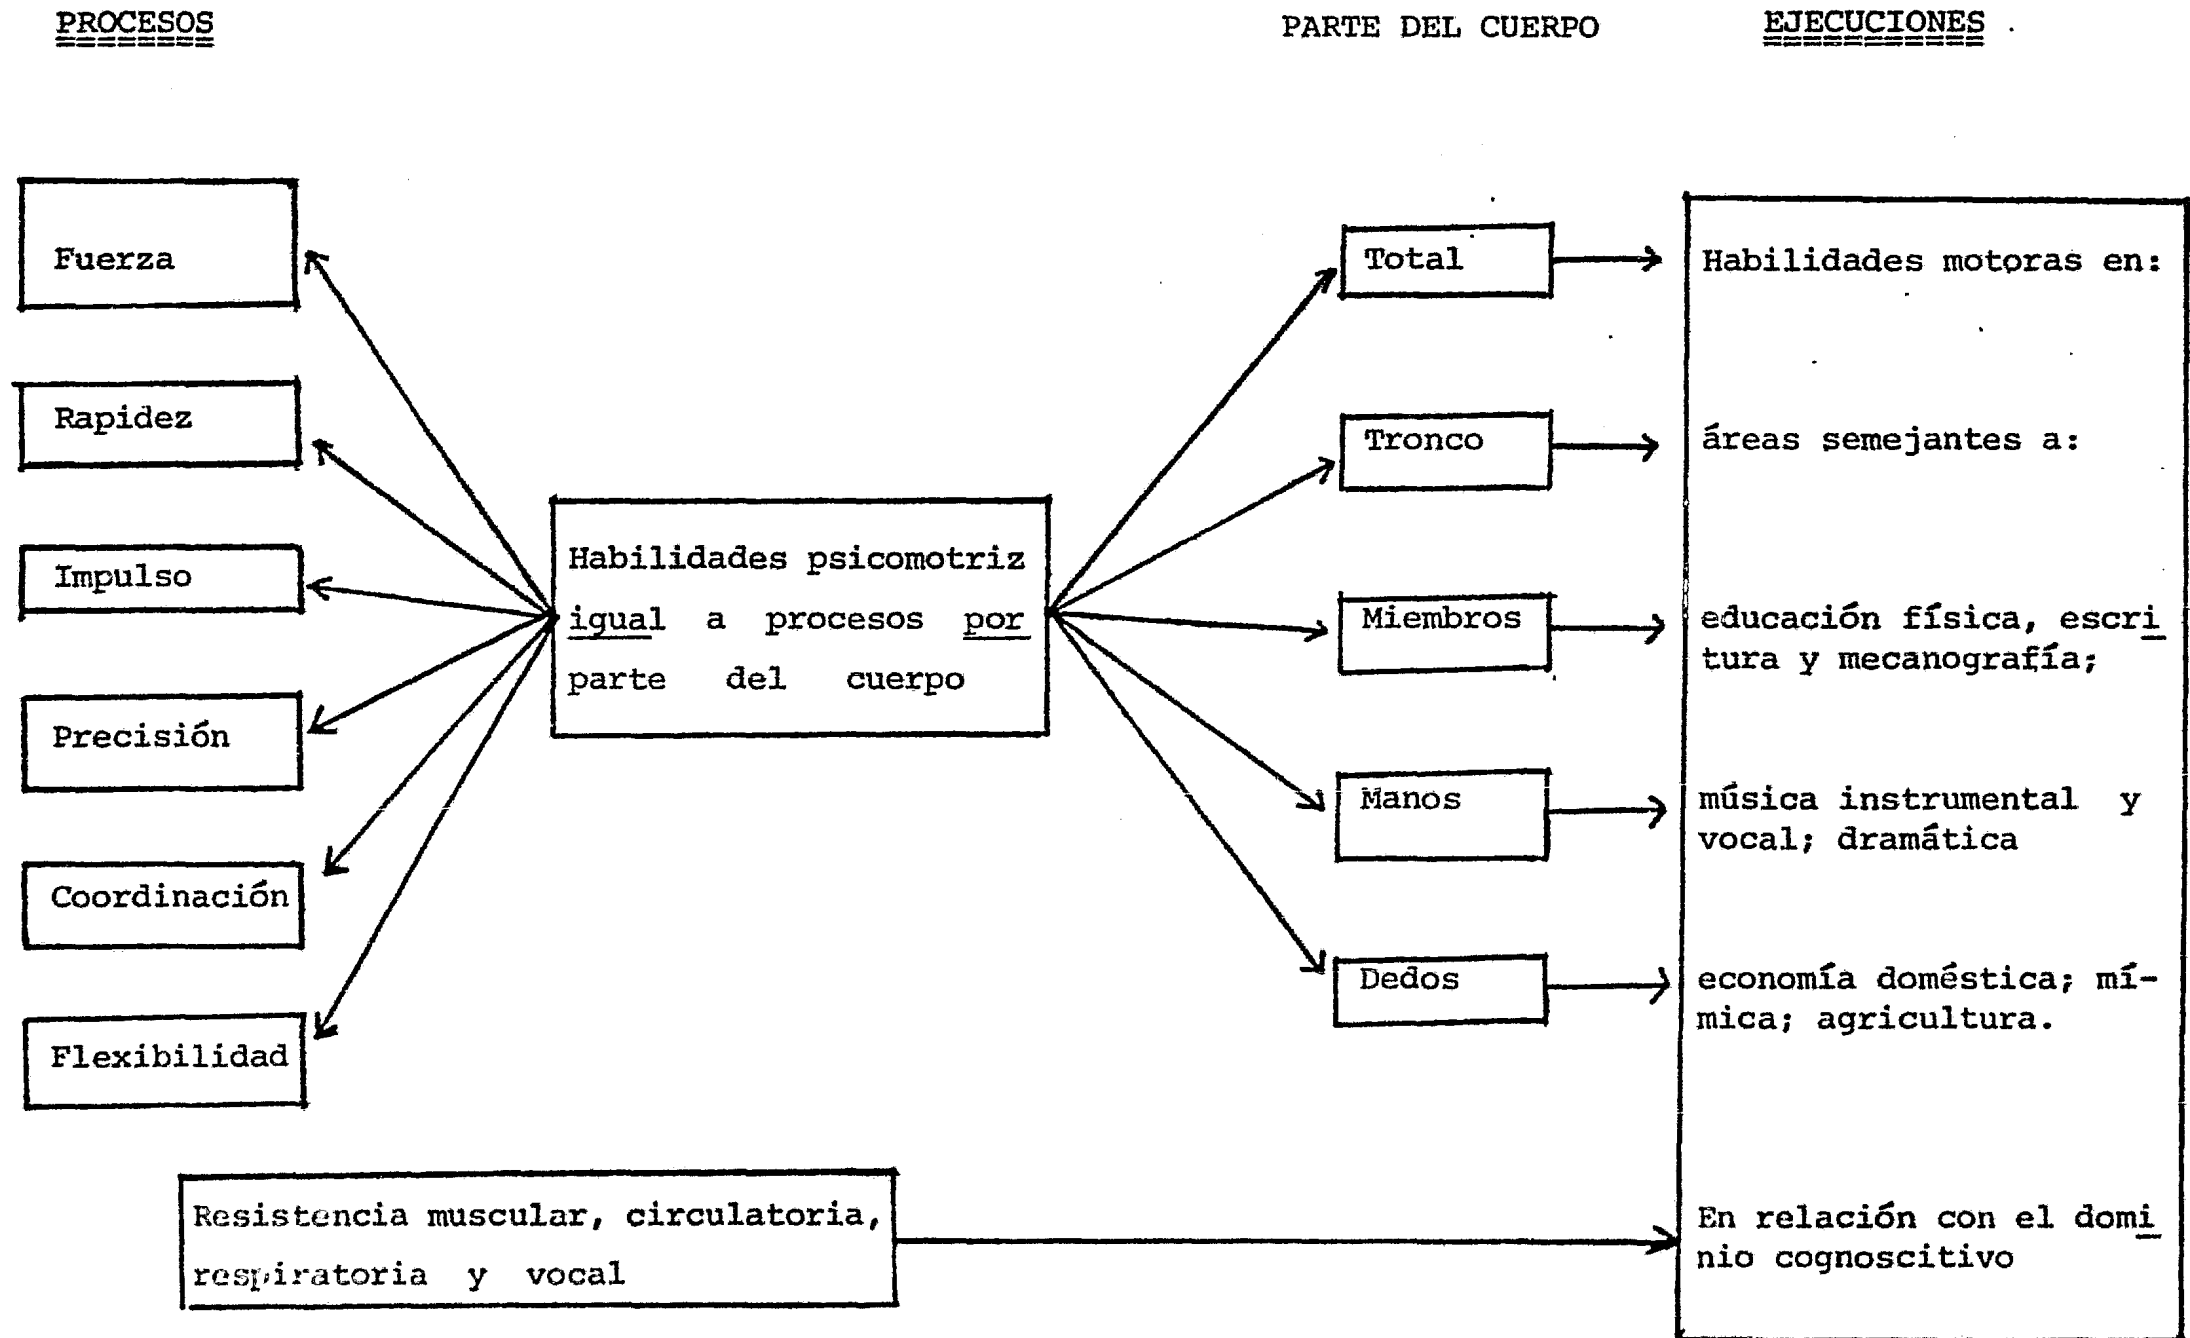 PROCESOS
PARTE DEL CUERPO
EJECUCIONES
Fuerza
Rapidez
Impulso
Precisión
Coordinación
Flexibilidad
Habilidades psicomotriz
igual a procesos por
parte del cuerpo
Total
Tronco
Miembros
Manos
Dedos
Habilidades motoras en:
áreas semejantes a:
educación física, escri
tura y mecanografía;
música instrumental y
vocal; dramática
economía doméstica; mí-
mica; agricultura.
Resistencia muscular, circulatoria,
respiratoria y vocal
En relación con el domi
nio cognoscitivo